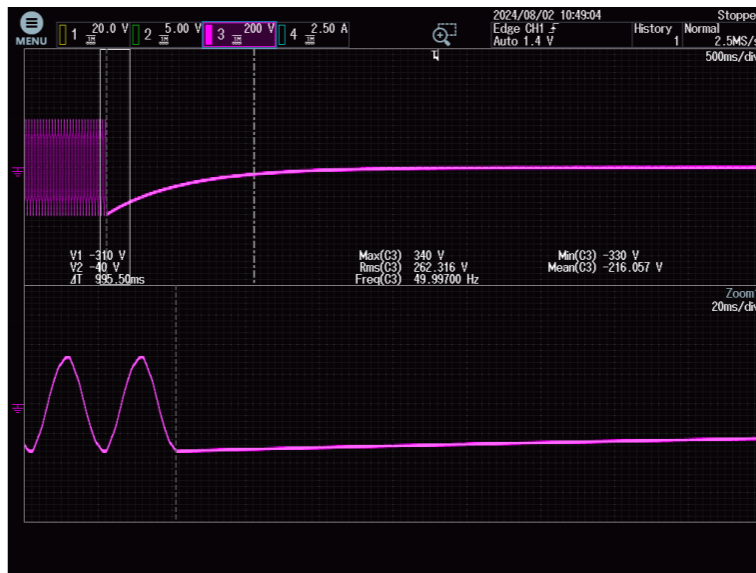 2024/08/02 10:49:04 Stoppe
MENU
1 20.0 V 2 5.00 V 3 200 V 4 2.50 A
Edge CH1 History Normal
Auto 1.4 V 1 2.5MS/s
500ms/div
V1 -310 V Max(C3) 340 V Min(C3) -330 V
V2 -40 V Rms(C3) 262.316 V Mean(C3) -216.057 V
ΔT 995.50ms Freq(C3) 49.99700 Hz
Zoom1
20ms/div